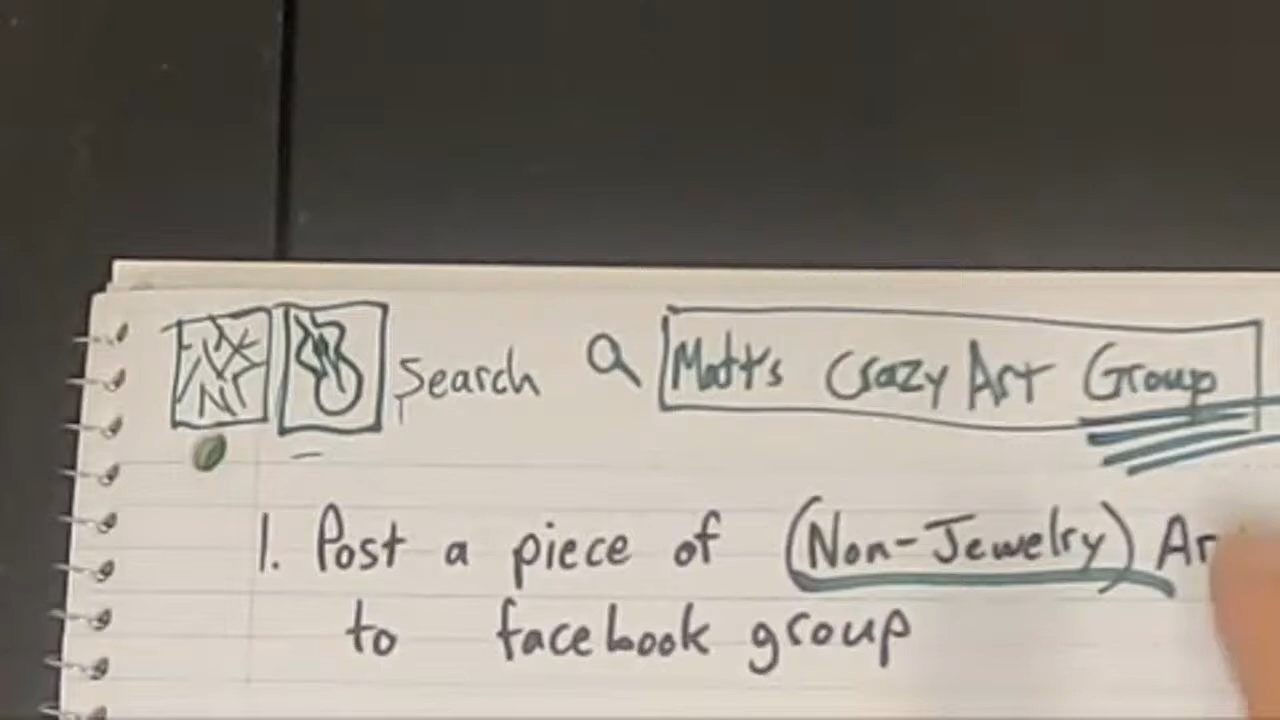 Search Matt's Crazy Art Group
1. Post a piece of (Non-Jewelry)
to facebook group